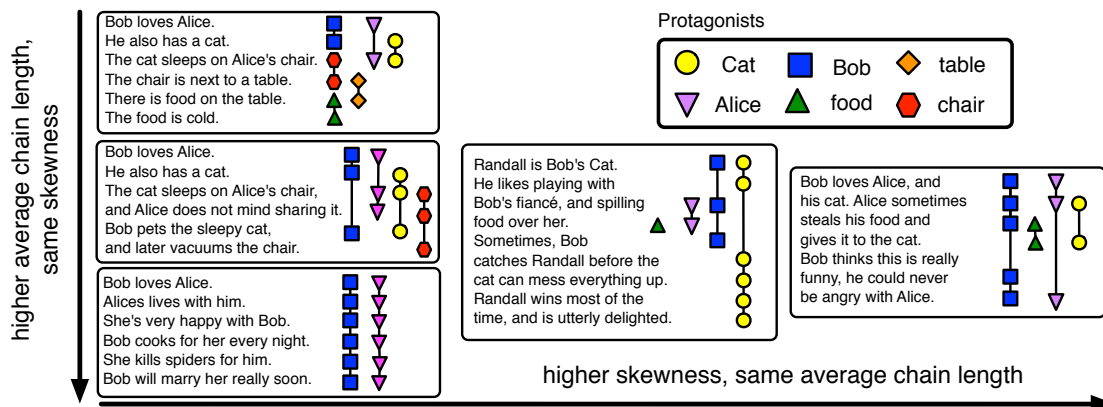 higher average chain length,
same skewness
Bob loves Alice.
He also has a cat.
The cat sleeps on Alice's chair.
The chair is next to a table.
There is food on the table.
The food is cold.
Protagonists
Cat
Bob
table
Alice
food
chair
Bob loves Alice.
He also has a cat.
The cat sleeps on Alice's chair,
and Alice does not mind sharing it.
Bob pets the sleepy cat,
and later vacuums the chair.
Randall is Bob's Cat.
He likes playing with
Bob's fiancé, and spilling
food over her.
Sometimes, Bob
catches Randall before the
cat can mess everything up.
Randall wins most of the
time, and is utterly delighted.
Bob loves Alice, and
his cat. Alice sometimes
steals his food and
gives it to the cat.
Bob thinks this is really
funny, he could never
be angry with Alice.
Bob loves Alice.
Alices lives with him.
She's very happy with Bob.
Bob cooks for her every night.
She kills spiders for him.
Bob will marry her really soon.
higher skewness, same average chain length